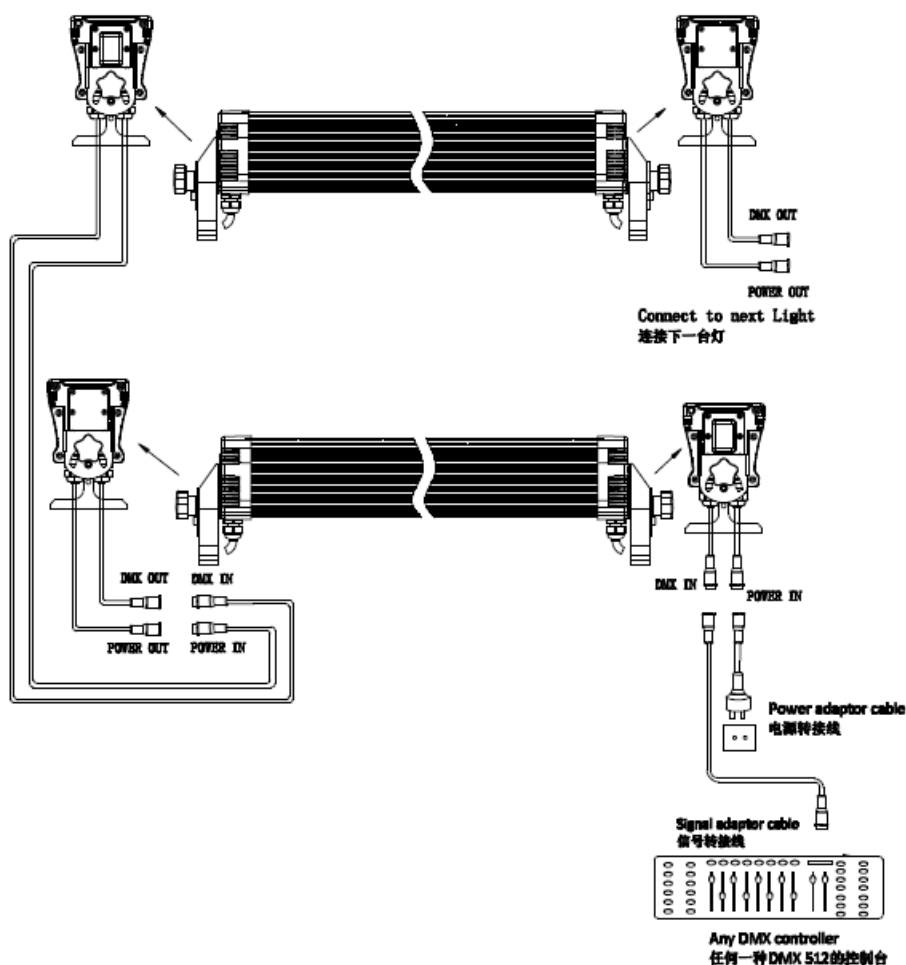 DMX OUT
POWER OUT
Connect to next Light
连接下一台灯
DMX OUT
DMX IN
POWER OUT
POWER IN
DMX IN
POWER IN
Power adaptor cable
电源转接线
Signal adaptor cable
信号转接线
Any DMX controller
任何一种DMX 512的控制台